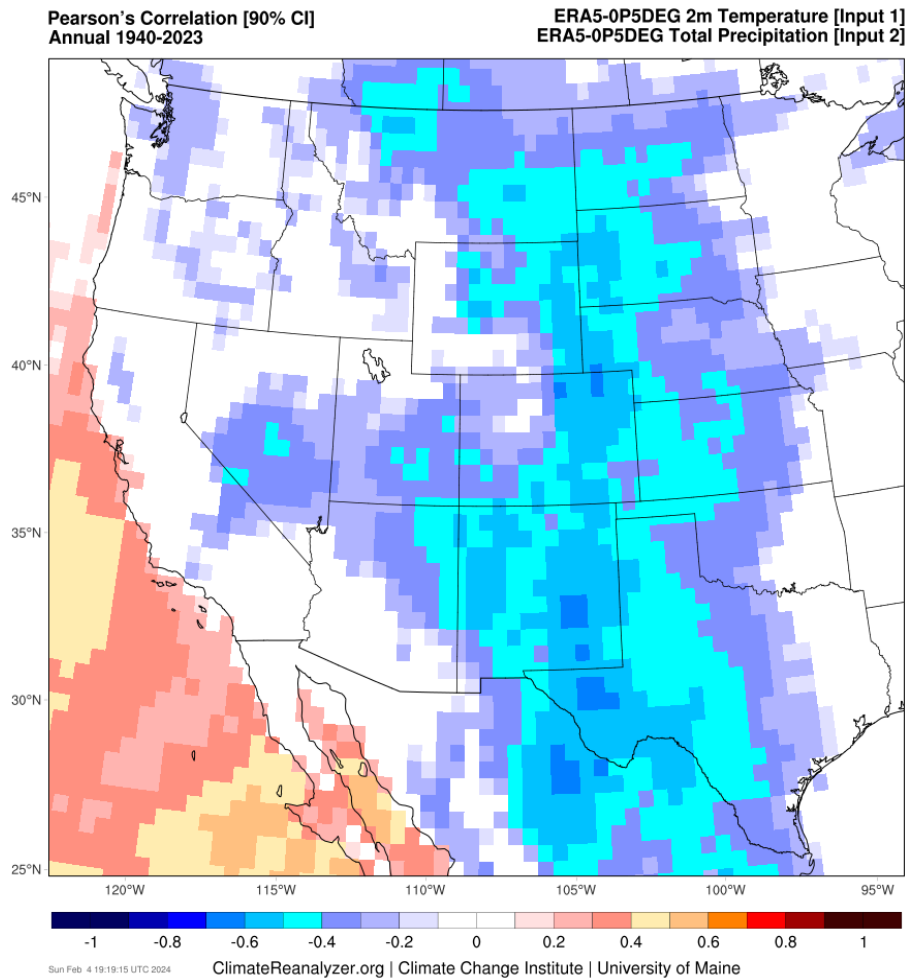 Pearson's Correlation [90% CI]
Annual 1940-2023
ERA5-0P5DEG 2m Temperature [Input 1]
ERA5-0P5DEG Total Precipitation [Input 2]
45°N
40°N
35°N
30°N
25°N
120°W
115°W
110°W
105°W
100°W
95°W
-1
-0.8
-0.6
-0.4
-0.2
0
0.2
0.4
0.6
0.8
1
Sun Feb 4 19:19:15 UTC 2024
ClimateReanalyzer.org | Climate Change Institute | University of Maine